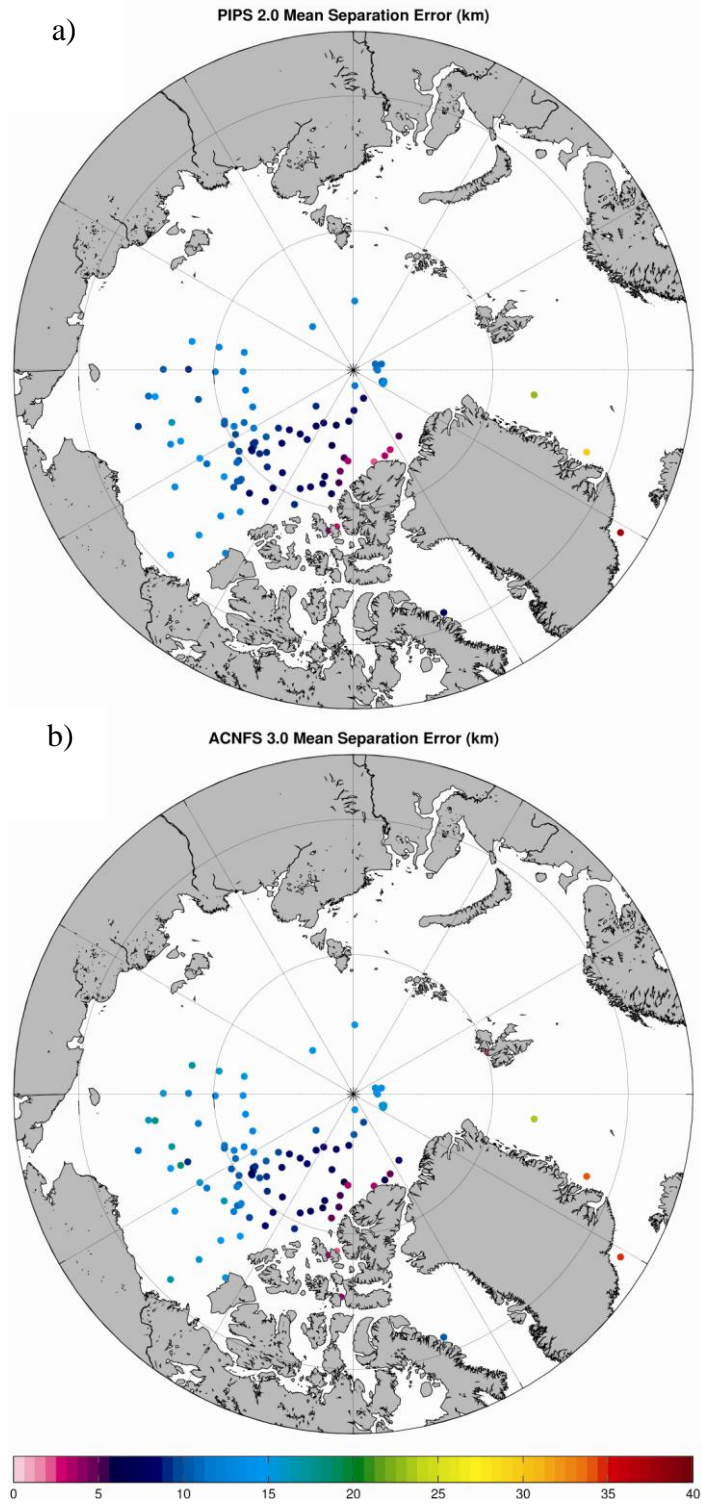 a)
PIPS 2.0 Mean Separation Error (km)
b)
ACNFS 3.0 Mean Separation Error (km)
0 5 10 15 20 25 30 35 40